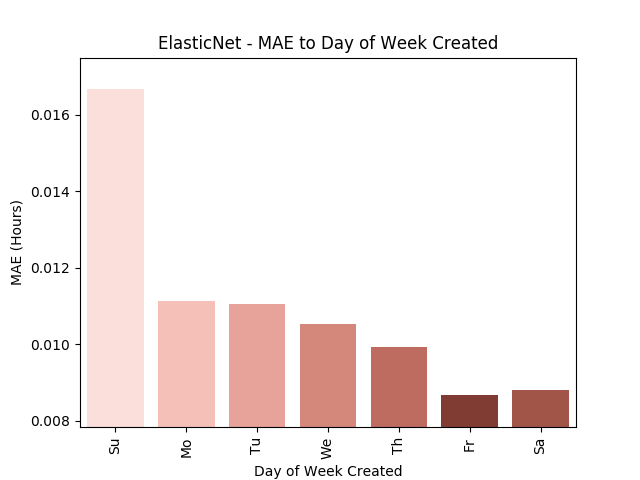 ElasticNet - MAE to Day of Week Created
MAE (Hours)
0.016
0.014
0.012
0.010
0.008
Su
Mo
Tu
We
Th
Fr
Sa
Day of Week Created